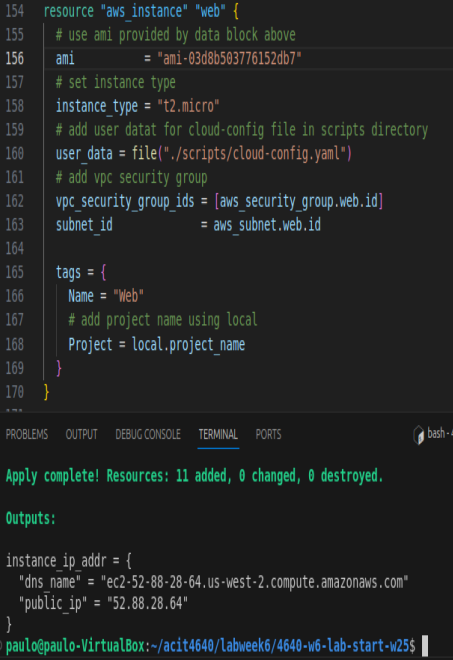 154 resource "aws_instance" "web" {
155 # use ami provided by data block above
156 ami = "ami-03d8b503776152db7"
157 # set instance type
158 instance_type = "t2.micro"
159 # add user datat for cloud-config file in scripts directory
160 user_data = file("./scripts/cloud-config.yaml")
161 # add vpc security group
162 vpc_security_group_ids = [aws_security_group.web.id]
163 subnet_id = aws_subnet.web.id
164
165 tags = {
166 Name = "Web"
167 # add project name using local
168 Project = local.project_name
169 }
170 }
PROBLEMS OUTPUT DEBUG CONSOLE TERMINAL PORTS bash - 4
Apply complete! Resources: 11 added, 0 changed, 0 destroyed.
Outputs:
instance_ip_addr = {
"dns_name" = "ec2-52-88-28-64.us-west-2.compute.amazonaws.com"
"public_ip" = "52.88.28.64"
}
paulo@paulo-VirtualBox:~/acit4640/labweek6/4640-w6-lab-start-w25$